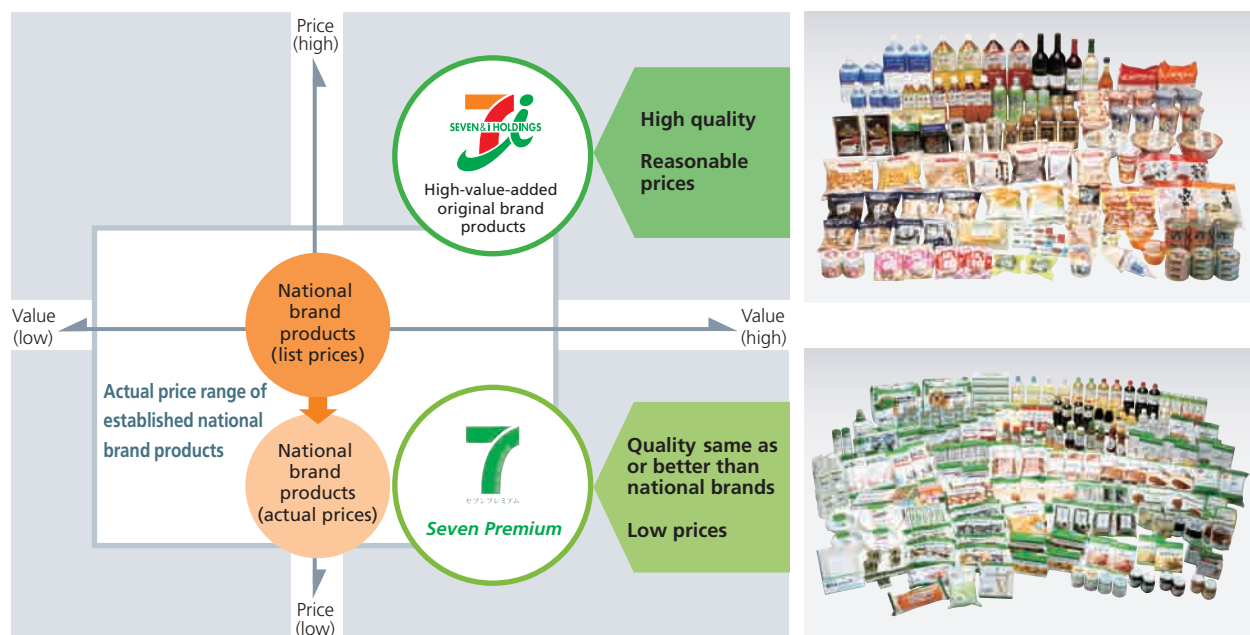 Price
(high)
SEVEN&i HOLDINGS
High-value-added
original brand
products
High quality
Reasonable
prices
National
brand
products
(list prices)
Value
(low)
Value
(high)
Actual price range of
established national
brand products
National
brand
products
(actual prices)
7
セブンプレミアム
Seven Premium
Quality same as
or better than
national brands
Low prices
Price
(low)